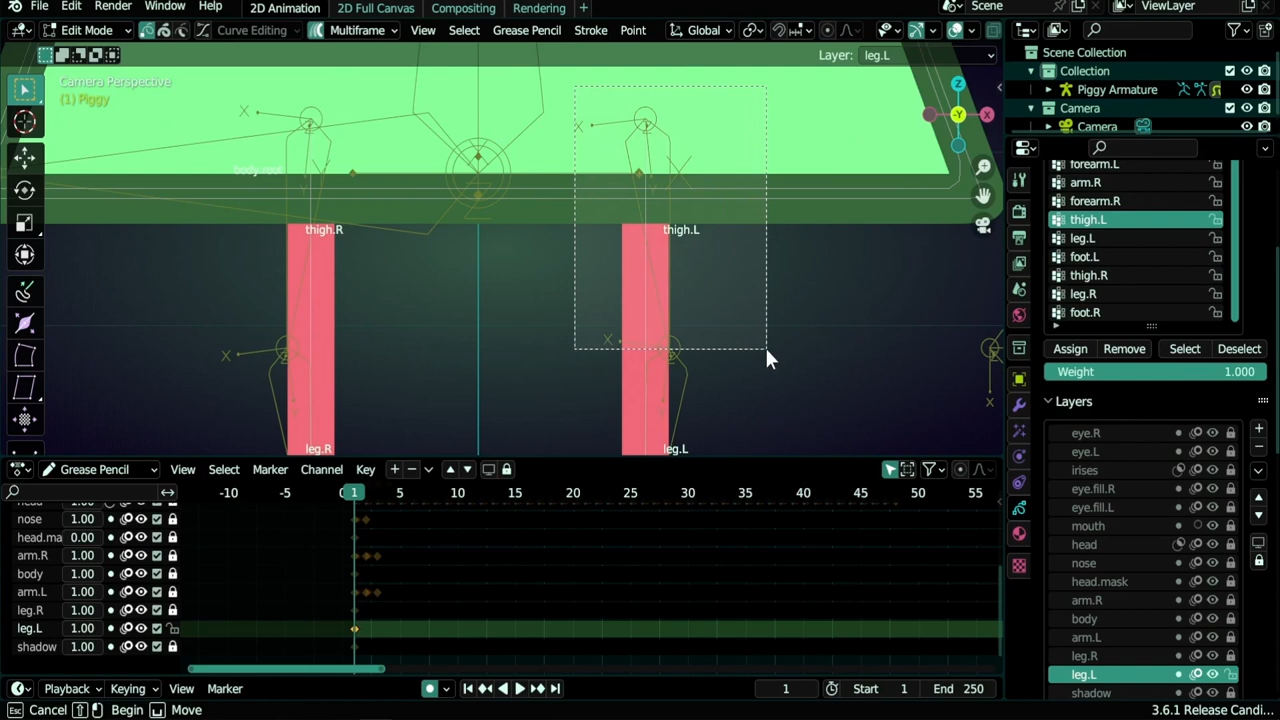 File Edit Render Window Help 2D Animation 2D Full Canvas Compositing Rendering + Scene ViewLayer
Edit Mode Curve Editing Multiframe View Select Grease Pencil Stroke Point Global
Layer: leg.L
Scene Collection
Collection
Piggy Armature
Camera
Camera
Camera Perspective
(1) Piggy
Z
X
-Y
X
X
X
X
Y
Z
body.root
thigh.R
thigh.L
X
X
X
leg.R
leg.L
forearm.L
arm.R
forearm.R
thigh.L
leg.L
foot.L
thigh.R
leg.R
foot.R
Assign Remove Select Deselect
Weight 1.000
Layers
eye.R
eye.L
irises
eye.fill.R
eye.fill.L
mouth
head
nose
head.mask
arm.R
body
arm.L
leg.R
leg.L
shadow
Grease Pencil View Select Marker Channel Key
-10 -5 0 1 5 10 15 20 25 30 35 40 45 50 55
head 1.00
nose 1.00
head.ma 0.00
arm.R 1.00
body 1.00
arm.L 1.00
leg.R 1.00
leg.L 1.00
shadow 1.00
Playback Keying View Marker 1 Start 1 End 250
Esc Cancel Begin Move 3.6.1 Release Candi...